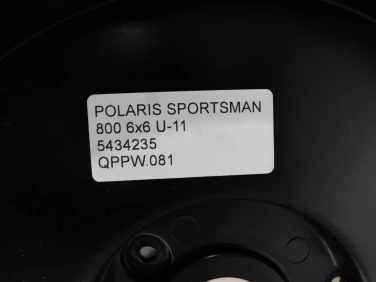 POLARIS SPORTSMAN
800 6x6 U-11
5434235
QPPW.081